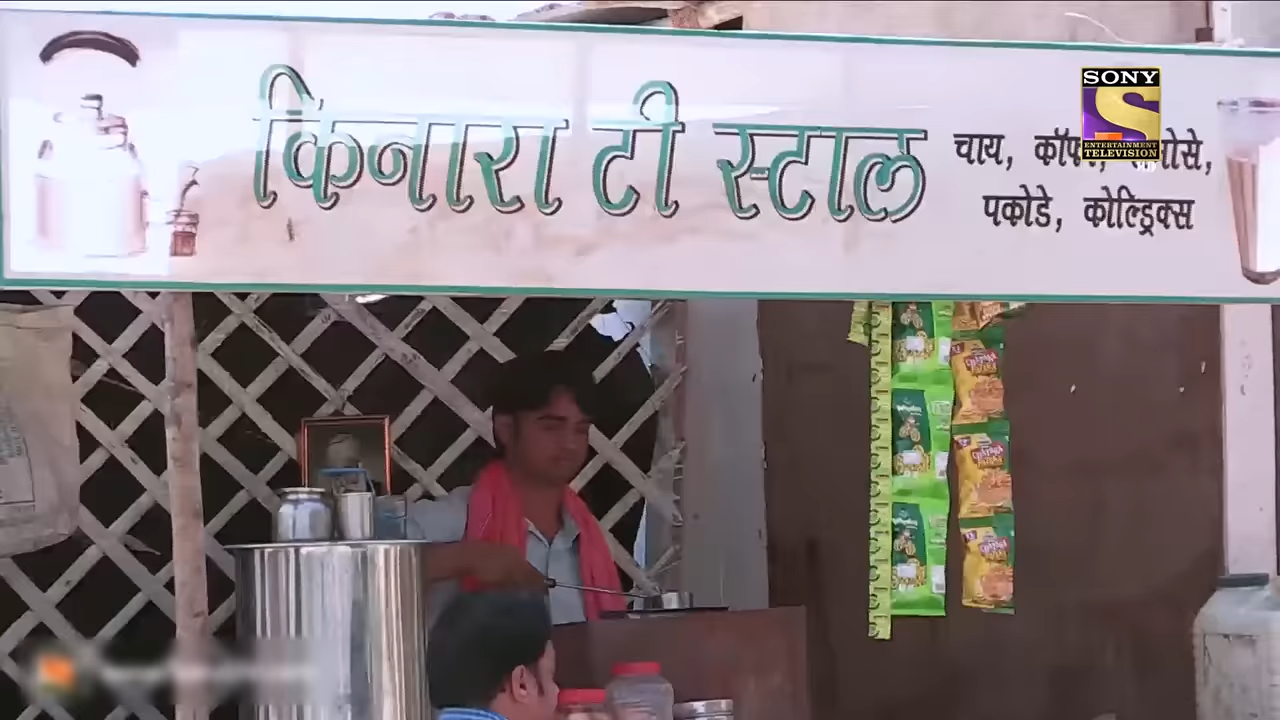 किनारा टी स्टाल
चाय,
पकोडे, कोल्ड्रिक्स
SONY
S
ENTERTAINMENT
TELEVISION